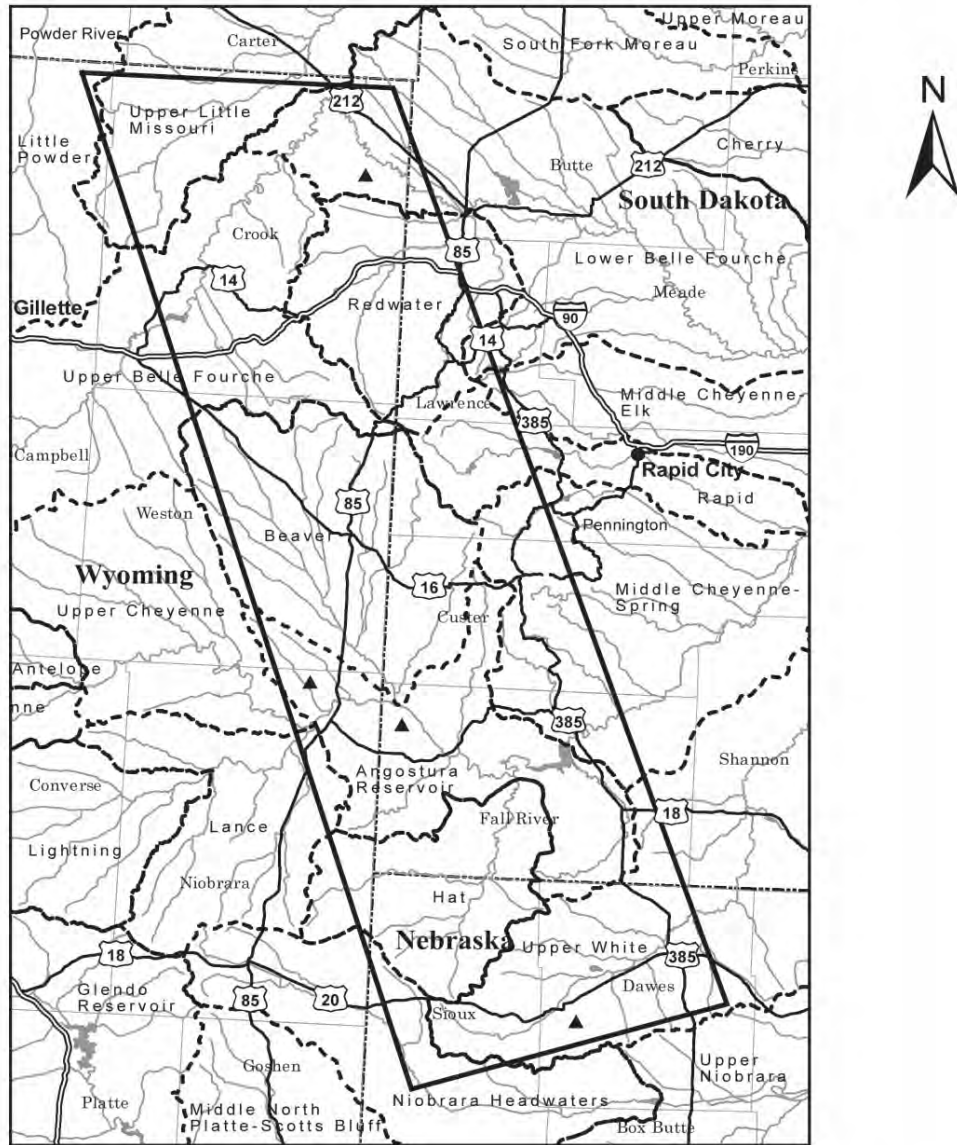 Powder River
Carter
Upper Moreau
South Fork Moreau
Perkins
212
Upper Little
Missouri
Little
Powder
Cherry
Butte
212
South Dakota
Crook
85
Lower Belle Fourche
Meade
14
Gillette
Redwater
90
14
Upper Belle Fourche
Middle Cheyenne-
Elk
Lawrence
385
190
Campbell
Rapid City
Rapid
85
Weston
Beaver
Pennington
Wyoming
16
Middle Cheyenne-
Spring
Upper Cheyenne
Custer
Antelope
nne
385
Shannon
Angostura
Reservoir
Converse
18
Fall River
Lance
Lightning
Niobrara
Hat
Nebraska
Upper White
18
385
Glendo
Reservoir
Dawes
85
20
Sioux
Goshen
Upper
Niobrara
Niobrara Headwaters
Platte
Middle North
Platte-Scotts Bluff
Box Butte
N